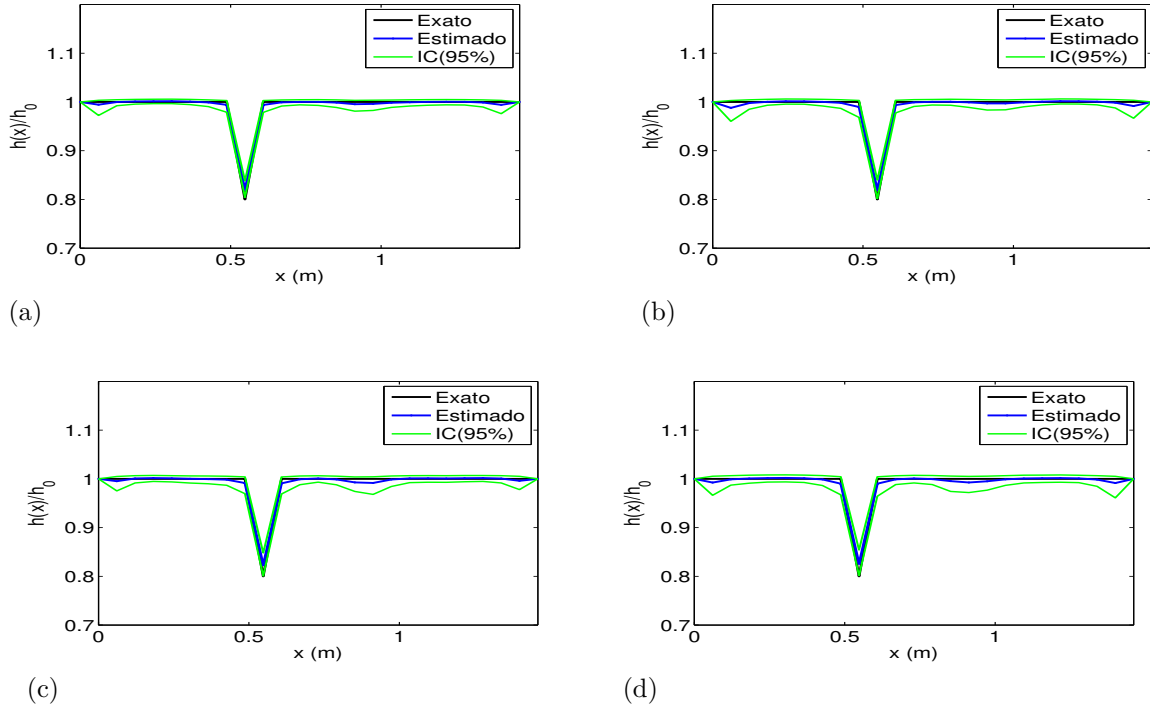 Exato
Estimado
IC(95%)
1.1
1
0.9
0.8
0.7
0
0.5
1
h(x)/h0
x (m)
(a)
Exato
Estimado
IC(95%)
1.1
1
0.9
0.8
0.7
0
0.5
1
h(x)/h0
x (m)
(b)
Exato
Estimado
IC(95%)
1.1
1
0.9
0.8
0.7
0
0.5
1
h(x)/h0
x (m)
(c)
Exato
Estimado
IC(95%)
1.1
1
0.9
0.8
0.7
0
0.5
1
h(x)/h0
x (m)
(d)